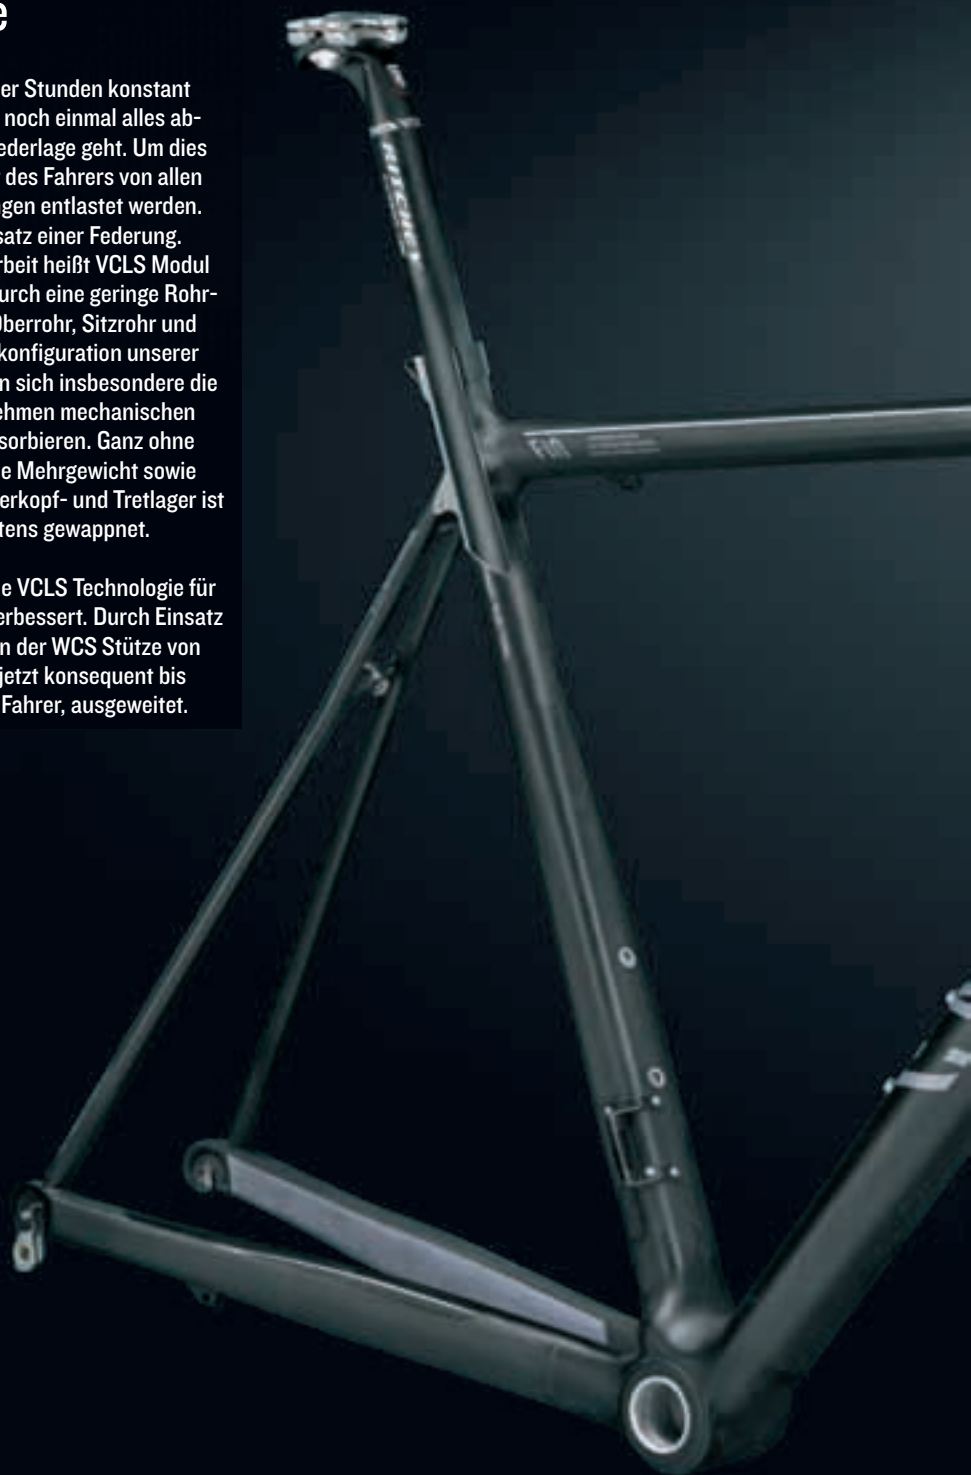 e
er Stunden konstant
noch einmal alles ab-
ederlage geht. Um dies
des Fahrers von allen
gen entlastet werden.
satz einer Federung.
rbeit heißt VCLS Modul
urch eine geringe Rohr-
Oberrohr, Sitzrohr und
konfiguration unserer
n sich insbesondere die
ehmen mechanischen
sorbieren. Ganz ohne
e Mehrgewicht sowie
erkopf- und Tretlager ist
tens gewappnet.
e VCLS Technologie für
erbessert. Durch Einsatz
n der WCS Stütze von
jetzt konsequent bis
Fahrer, ausgeweitet.
RITCHEY